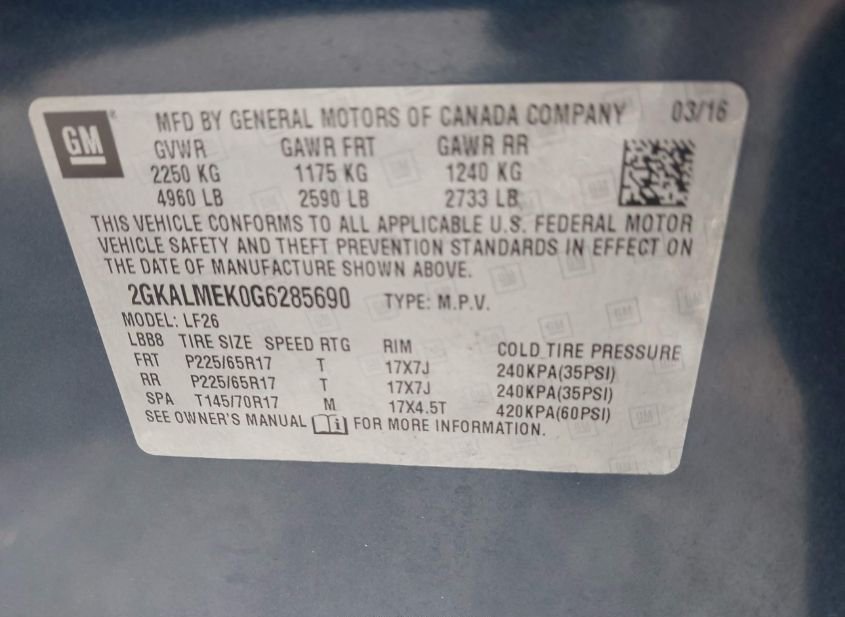 GM
MFD BY GENERAL MOTORS OF CANADA COMPANY 03/16
GVWR GAWR FRT GAWR RR
2250 KG 1175 KG 1240 KG
4960 LB 2590 LB 2733 LB
THIS VEHICLE CONFORMS TO ALL APPLICABLE U.S. FEDERAL MOTOR
VEHICLE SAFETY AND THEFT PREVENTION STANDARDS IN EFFECT ON
THE DATE OF MANUFACTURE SHOWN ABOVE.
2GKALMEK0G6285690 TYPE: M.P.V.
MODEL: LF26
LBB8 TIRE SIZE SPEED RTG RIM COLD TIRE PRESSURE
FRT P225/65R17 T 17X7J 240KPA(35PSI)
RR P225/65R17 T 17X7J 240KPA(35PSI)
SPA T145/70R17 M 17X4.5T 420KPA(60PSI)
SEE OWNER'S MANUAL FOR MORE INFORMATION.